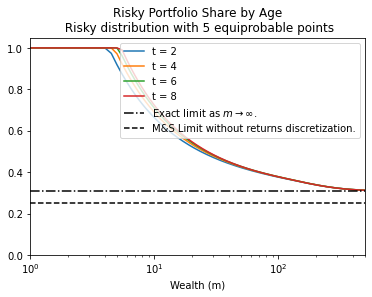 Risky Portfolio Share by Age
Risky distribution with 5 equiprobable points
1.0
0.8
0.6
0.4
0.2
0.0
t = 2
t = 4
t = 6
t = 8
Exact limit as m → ∞.
M&S Limit without returns discretization.
10⁰
10¹
10²
Wealth (m)